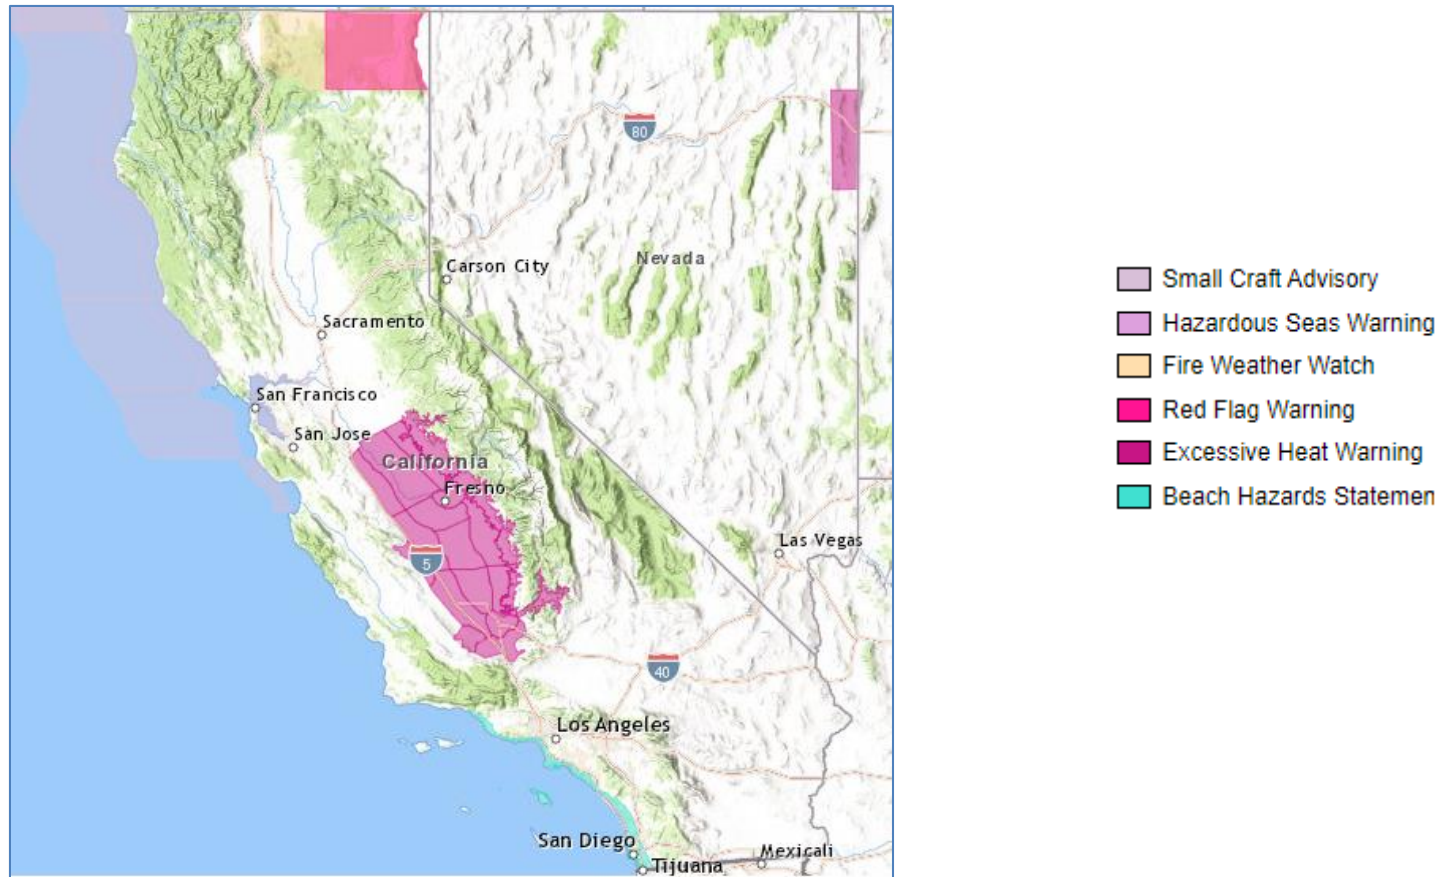 80
Nevada
Carson City
Sacramento
San Francisco
San Jose
California
Fresno
Las Vegas
5
40
Los Angeles
San Diego
Tijuana
Mexicali
Small Craft Advisory
Hazardous Seas Warning
Fire Weather Watch
Red Flag Warning
Excessive Heat Warning
Beach Hazards Statemen